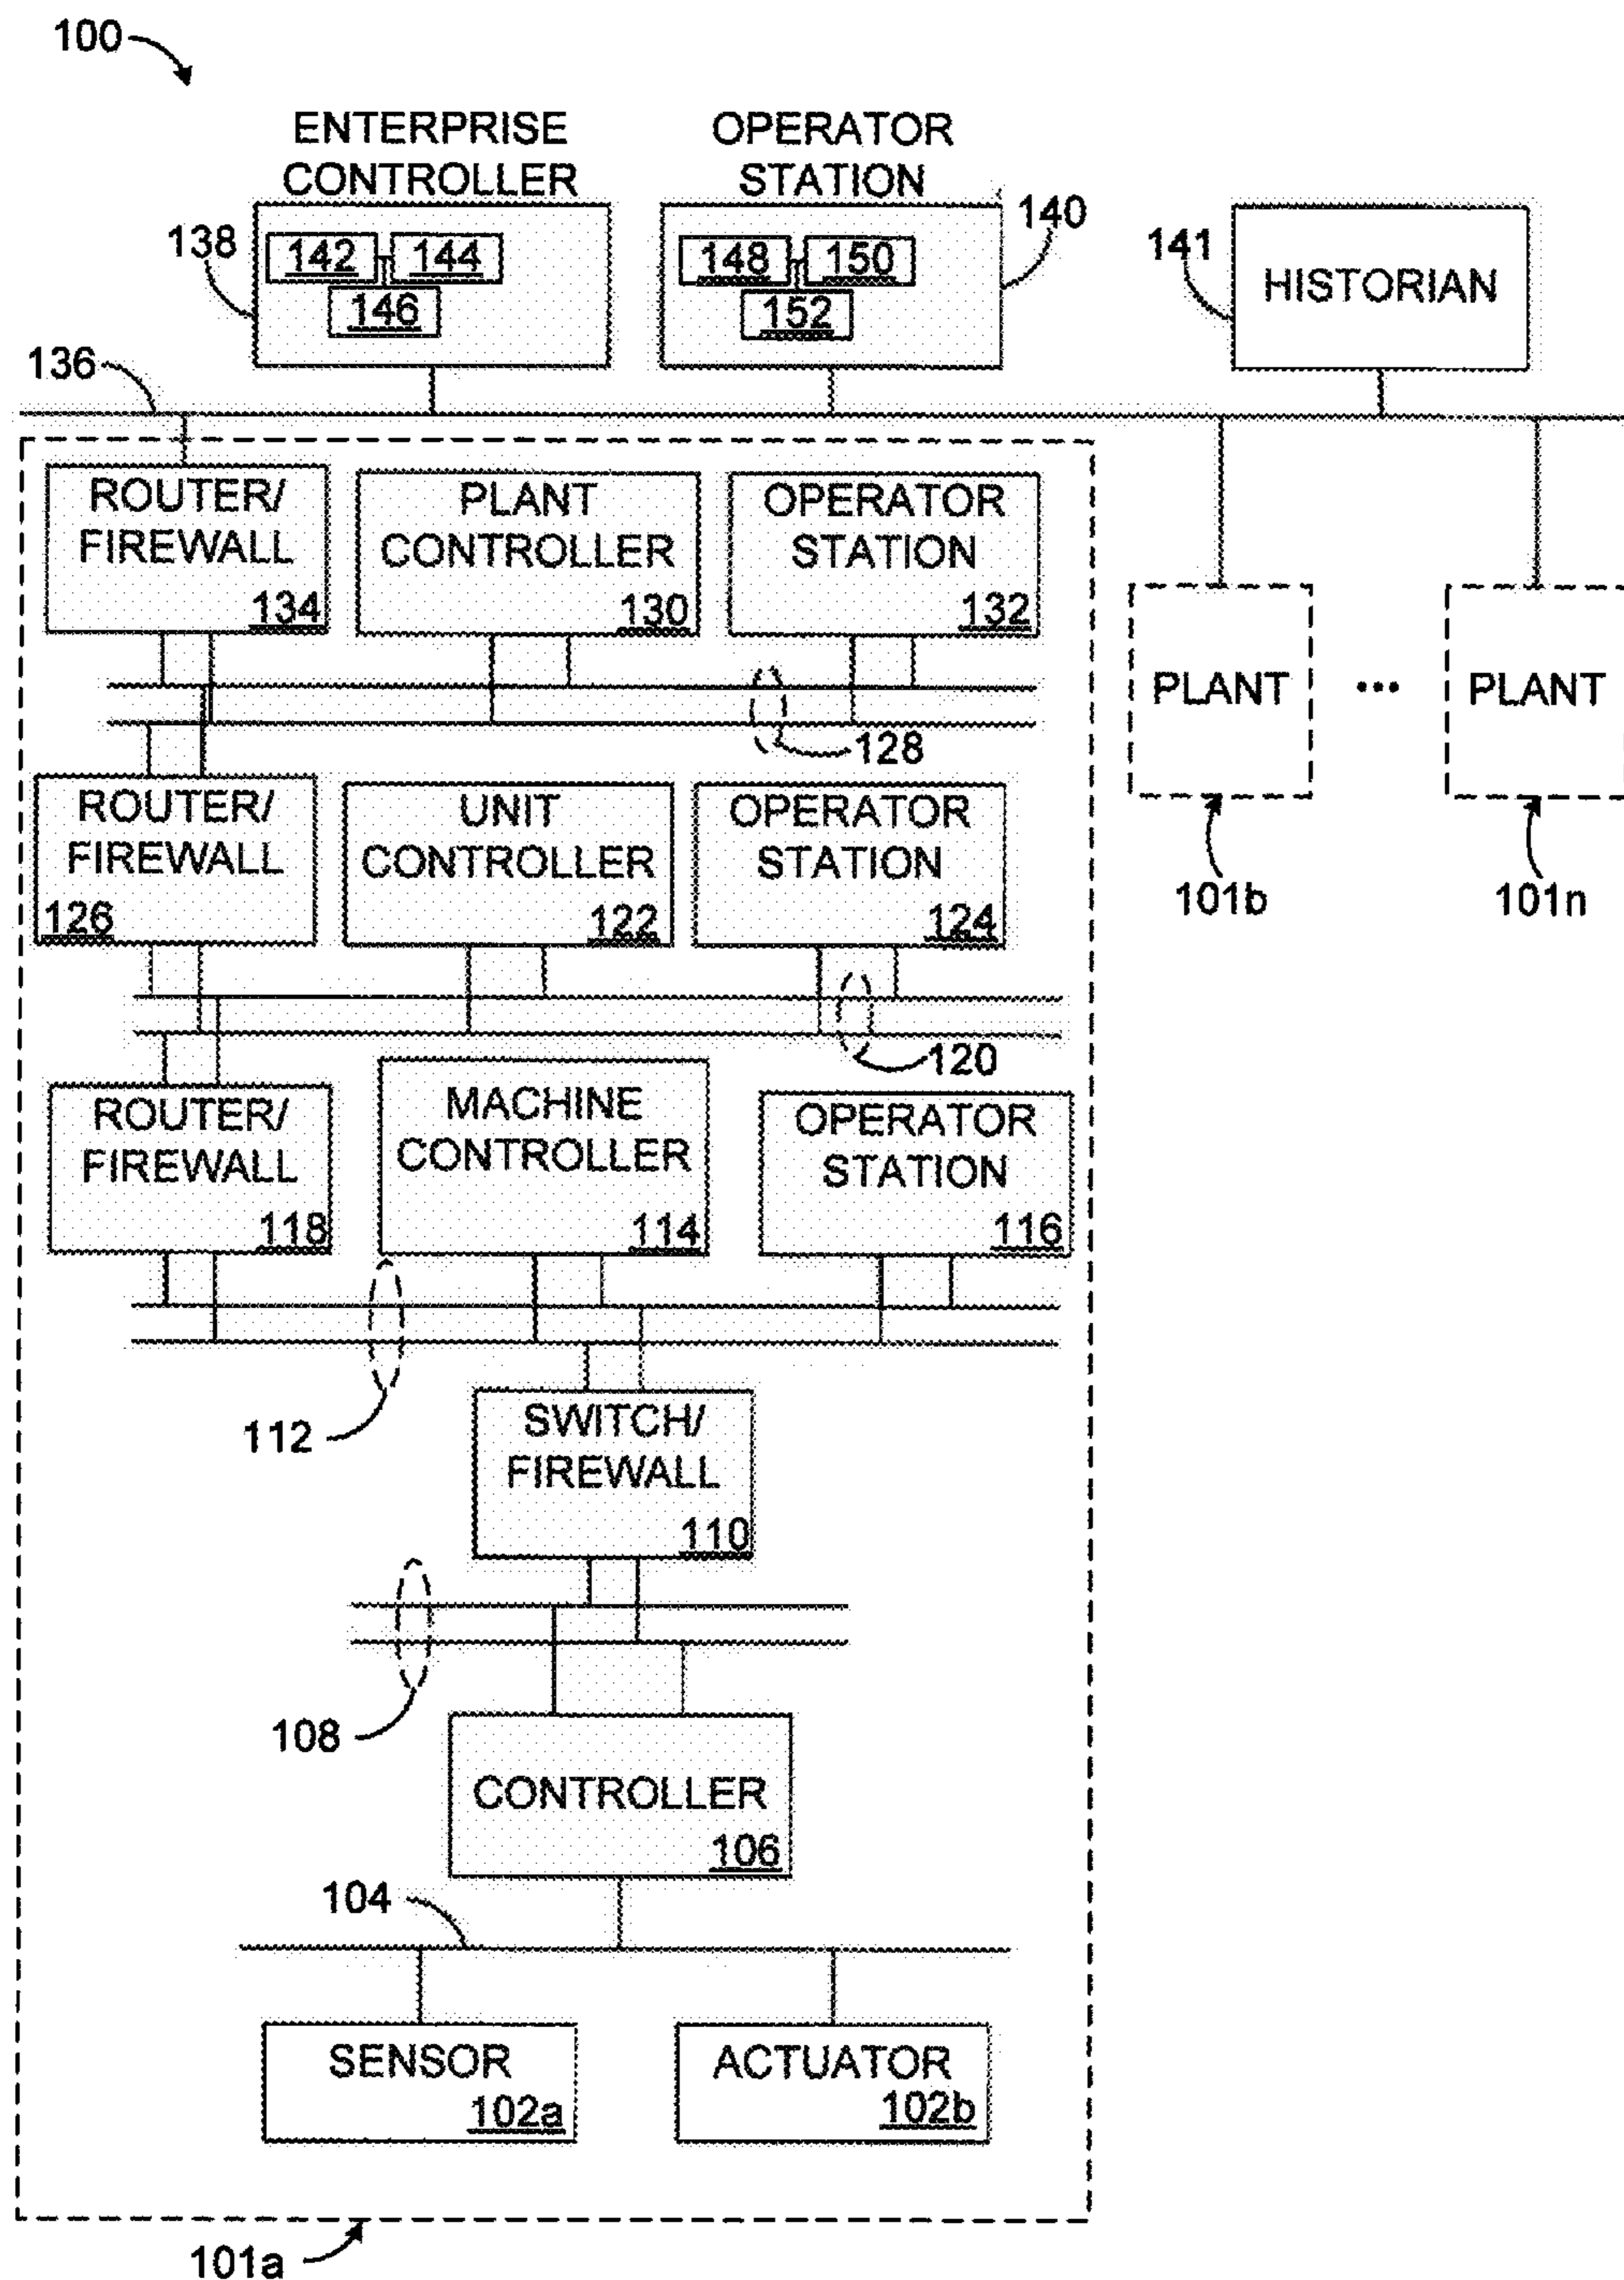 100
ENTERPRISE
CONTROLLER
OPERATOR
STATION
138
142
144
146
148
150
152
140
141
HISTORIAN
136
ROUTER/
FIREWALL
134
PLANT
CONTROLLER
130
OPERATOR
STATION
132
128
PLANT
•••
PLANT
101b
101n
ROUTER/
FIREWALL
126
UNIT
CONTROLLER
122
OPERATOR
STATION
124
120
ROUTER/
FIREWALL
118
MACHINE
CONTROLLER
114
OPERATOR
STATION
116
112
SWITCH/
FIREWALL
110
108
CONTROLLER
106
104
SENSOR
102a
ACTUATOR
102b
101a